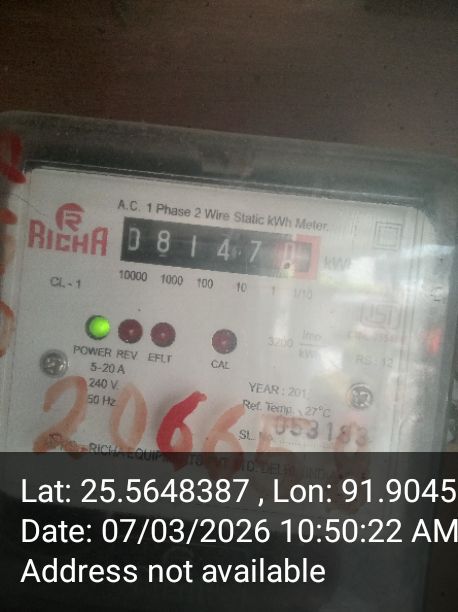 A.C. 1 Phase 2 Wire Static kWh Meter.
RICHA
0 8 1 4 7 0
kWh
CL - 1
10000 1000 100 10 1 1/10
3200 imp/kWh
POWER REV EFLT CAL
5-20 A
240 V.
50 Hz
RS : 12
YEAR : 201
Ref. Temp. : 27°C
SL. No. 053183
Lat: 25.5648387 , Lon: 91.9045
Date: 07/03/2026 10:50:22 AM
Address not available